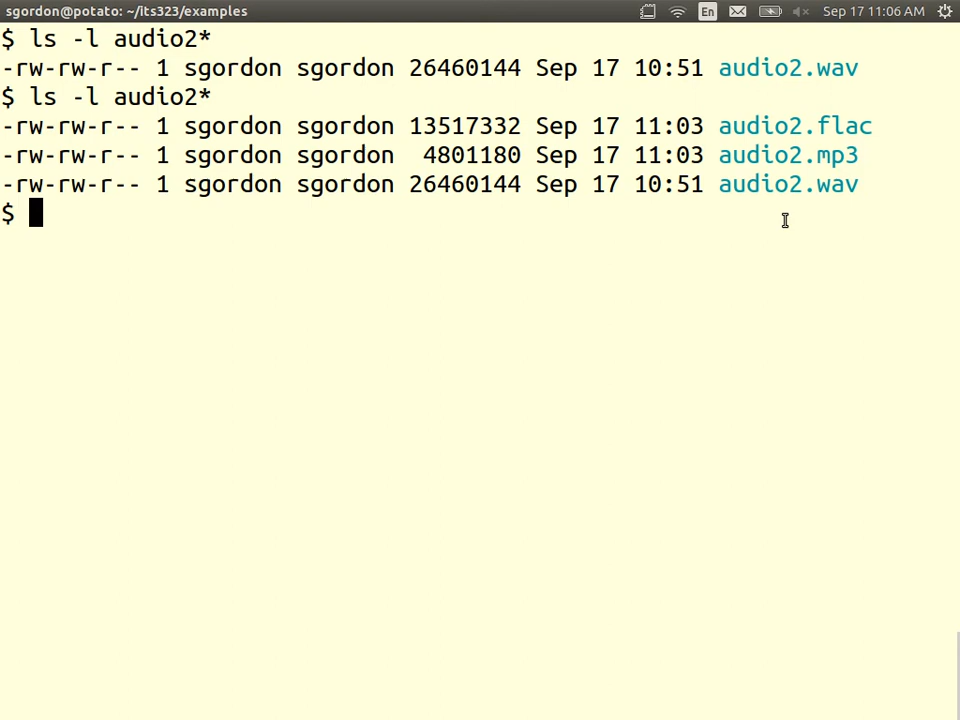 sgordon@potato: ~/its323/examples En Sep 17 11:06 AM
$ ls -l audio2*
-rw-rw-r-- 1 sgordon sgordon 26460144 Sep 17 10:51 audio2.wav
$ ls -l audio2*
-rw-rw-r-- 1 sgordon sgordon 13517332 Sep 17 11:03 audio2.flac
-rw-rw-r-- 1 sgordon sgordon  4801180 Sep 17 11:03 audio2.mp3
-rw-rw-r-- 1 sgordon sgordon 26460144 Sep 17 10:51 audio2.wav
$